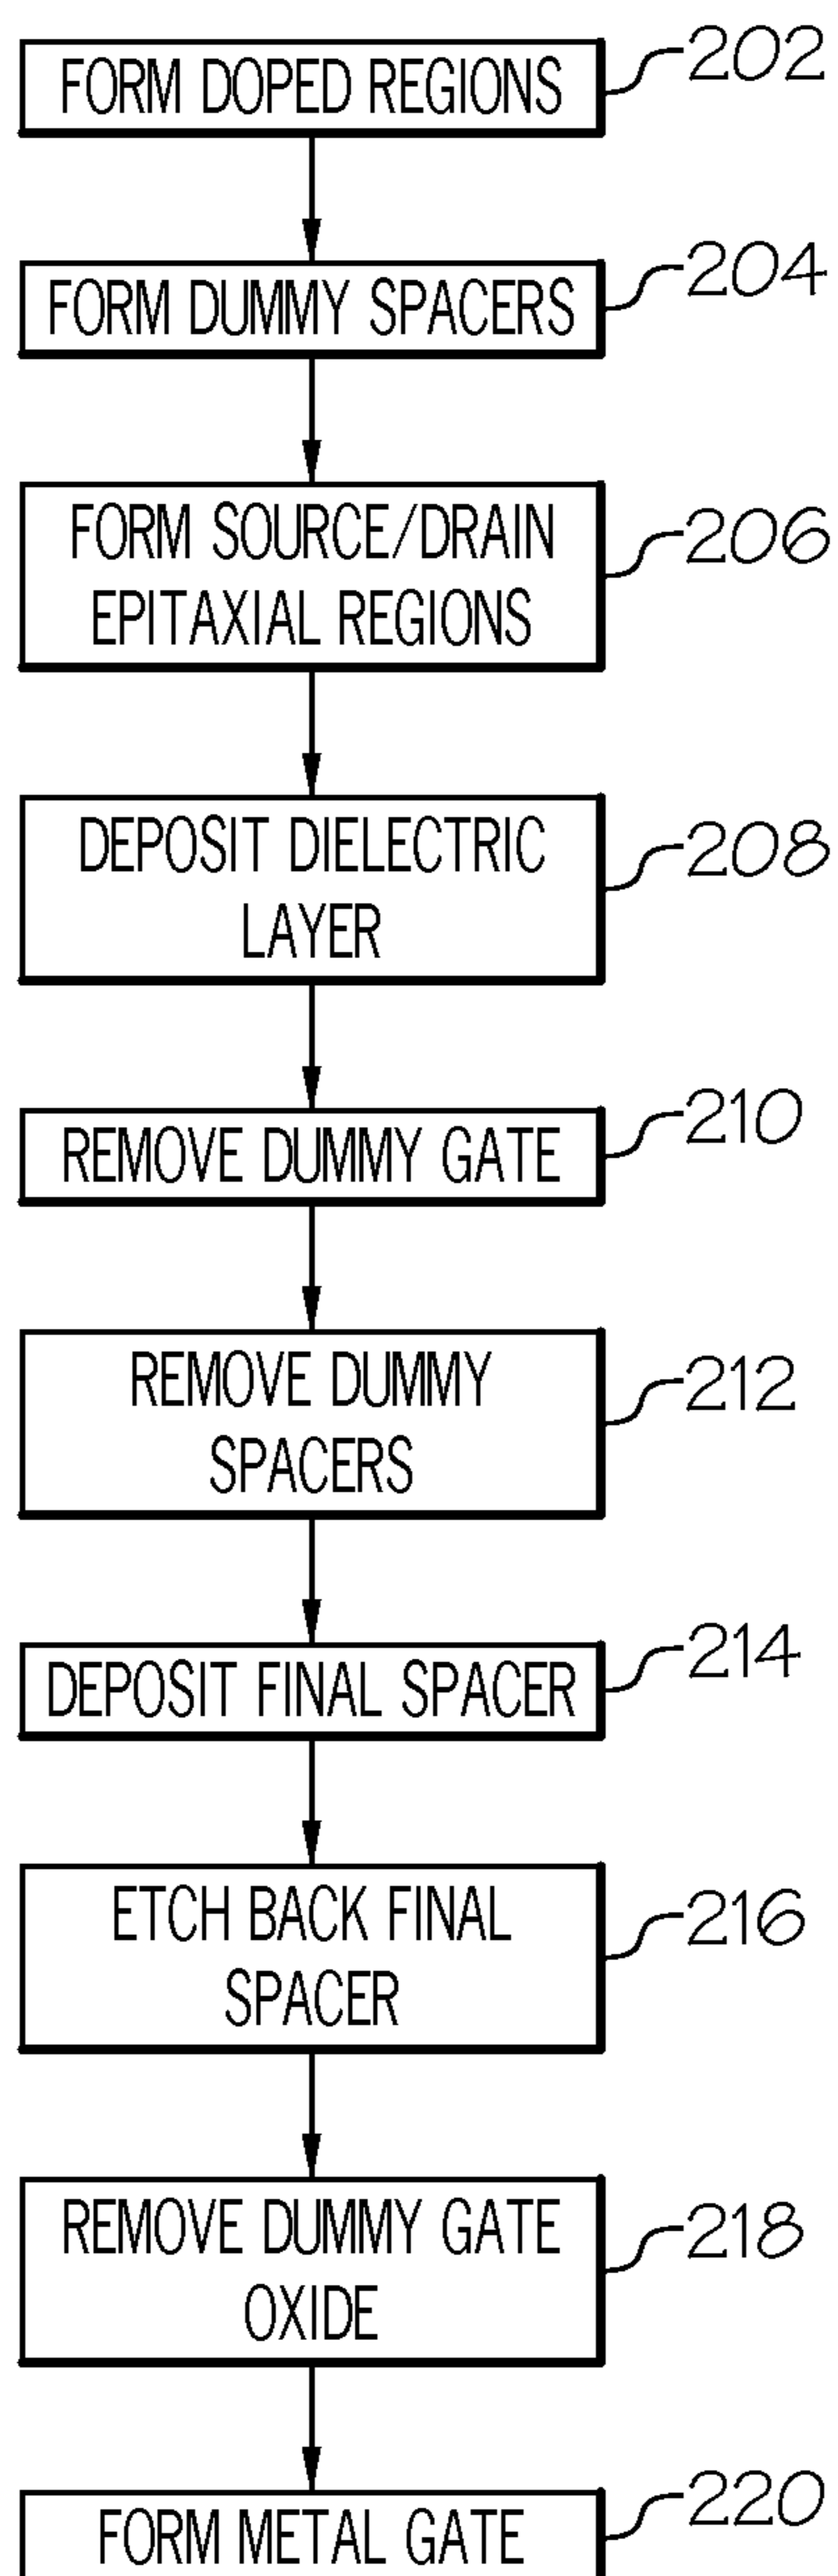 FORM DOPED REGIONS
202
FORM DUMMY SPACERS
204
FORM SOURCE/DRAIN
EPITAXIAL REGIONS
206
DEPOSIT DIELECTRIC
LAYER
208
REMOVE DUMMY GATE
210
REMOVE DUMMY
SPACERS
212
DEPOSIT FINAL SPACER
214
ETCH BACK FINAL
SPACER
216
REMOVE DUMMY GATE
OXIDE
218
FORM METAL GATE
220